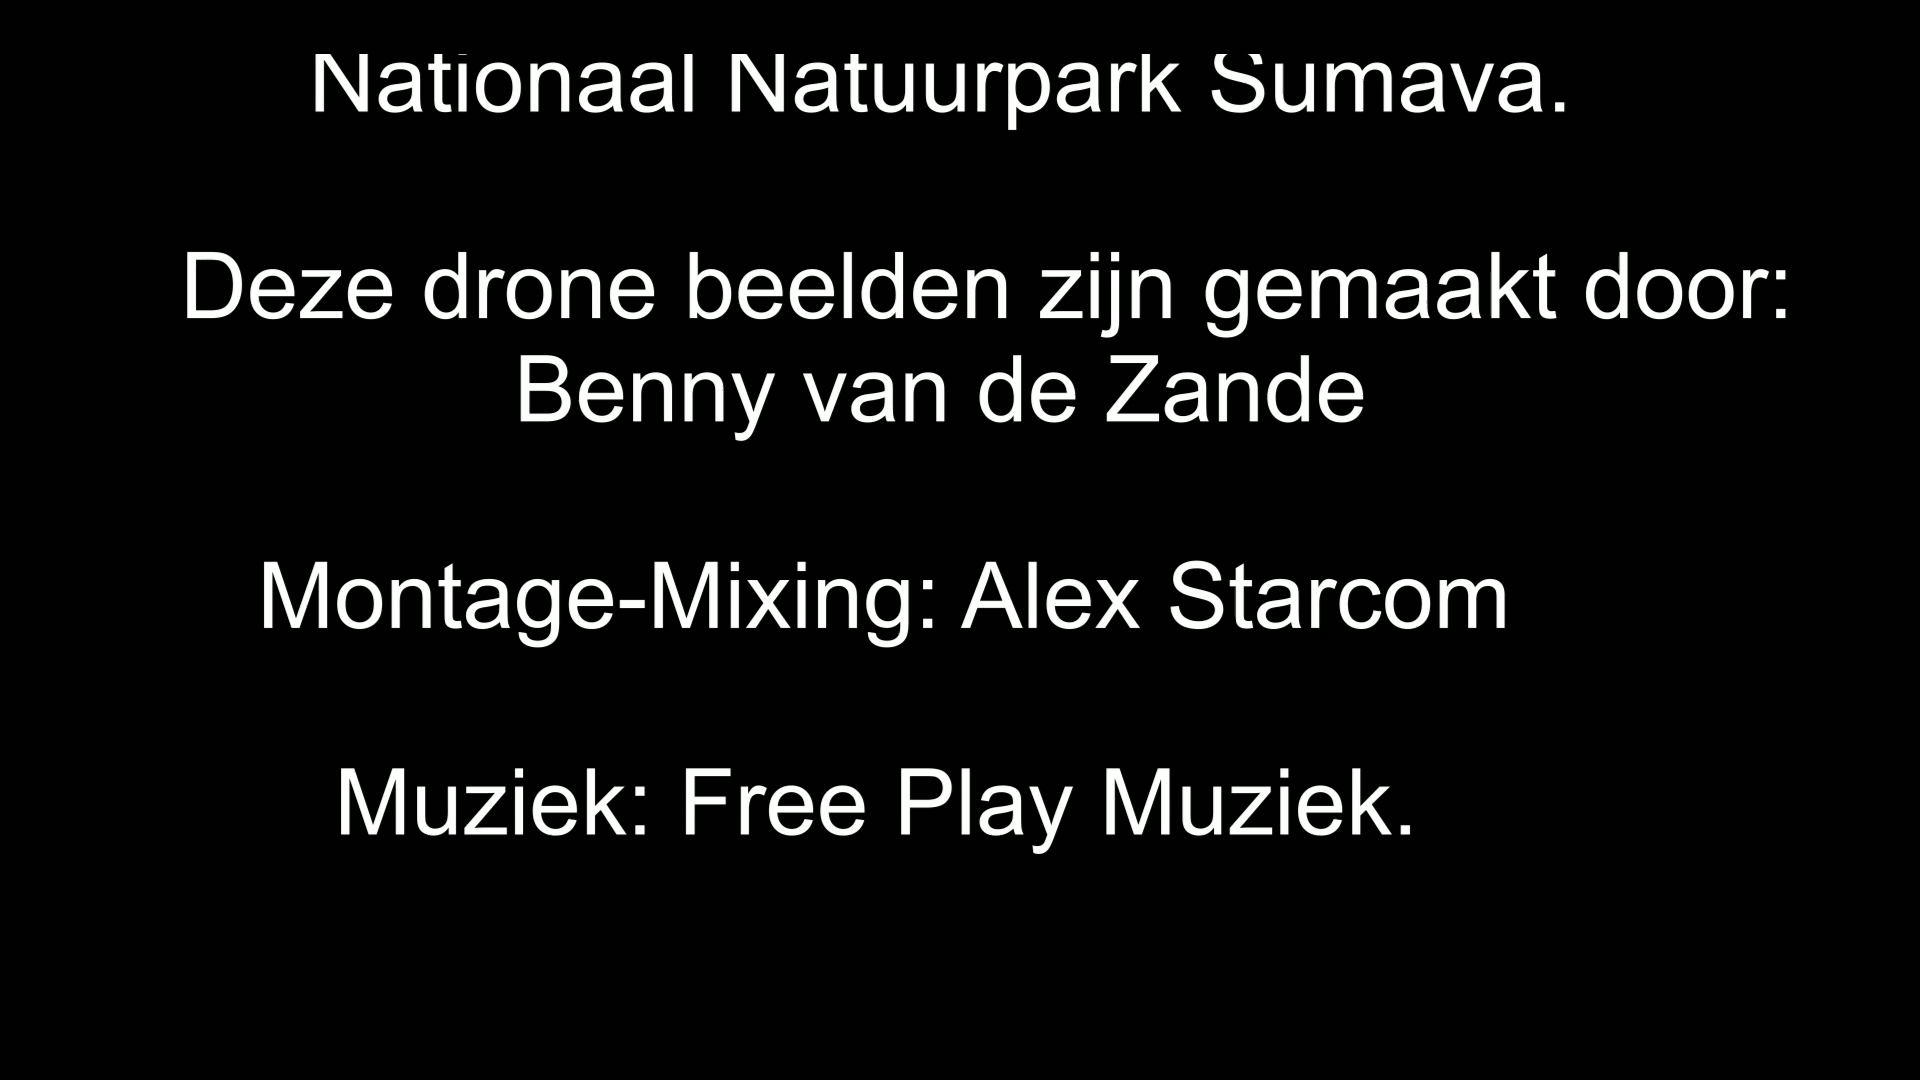 Nationaal Natuurpark Sumava.
Deze drone beelden zijn gemaakt door:
Benny van de Zande
Montage-Mixing: Alex Starcom
Muziek: Free Play Muziek.